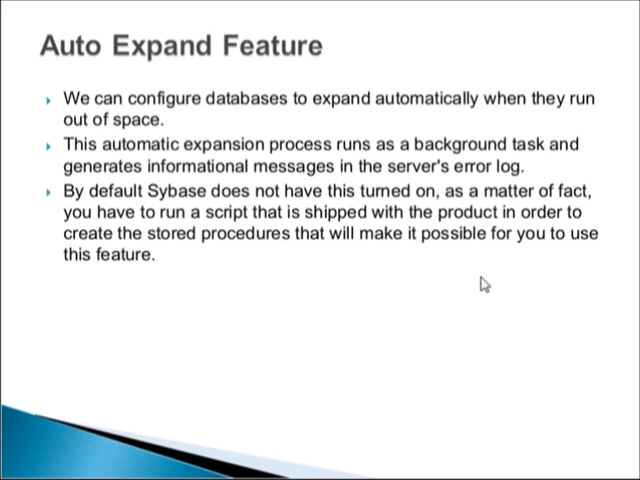 Auto Expand Feature
We can configure databases to expand automatically when they run
out of space.
This automatic expansion process runs as a background task and
generates informational messages in the server's error log.
By default Sybase does not have this turned on, as a matter of fact,
you have to run a script that is shipped with the product in order to
create the stored procedures that will make it possible for you to use
this feature.